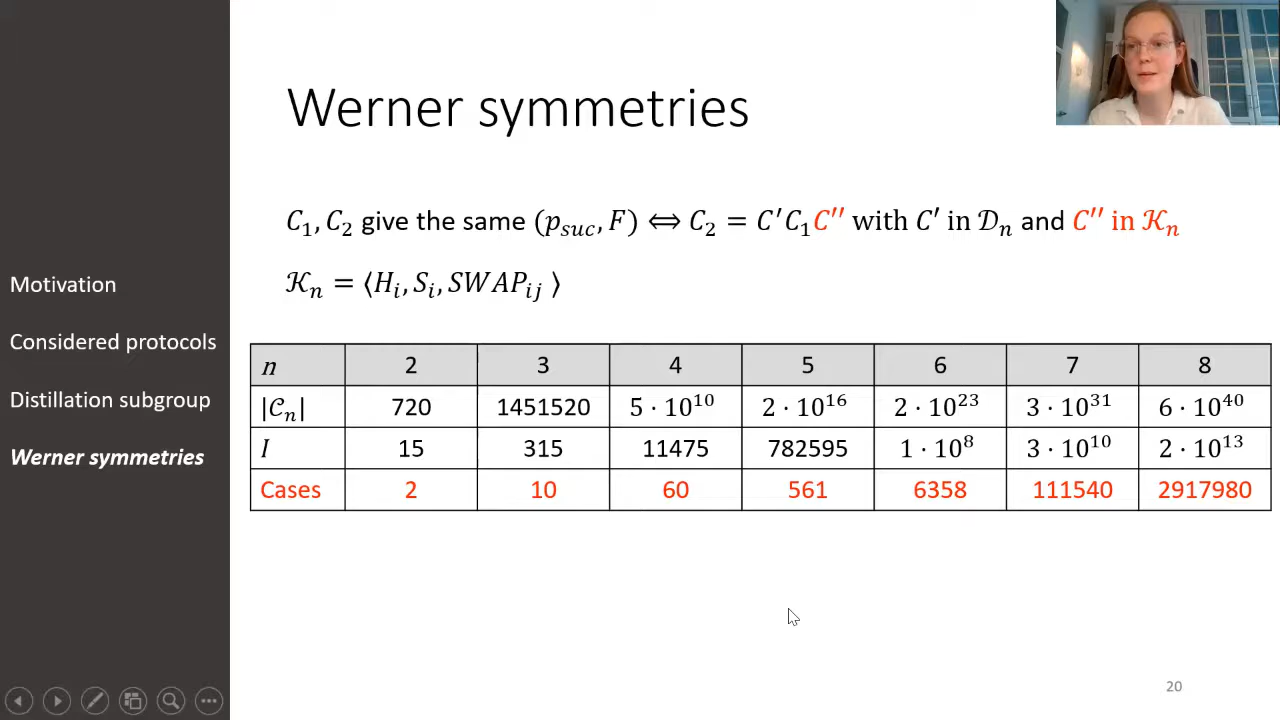 Werner symmetries
C₁, C₂ give the same (p_suc, F) ⟺ C₂ = C′C₁C′′ with C′ in 𝒟ₙ and C′′ in 𝒦ₙ
𝒦ₙ = ⟨H_i, S_i, SWAP_ij ⟩
Motivation
Considered protocols
Distillation subgroup
Werner symmetries
n 2 3 4 5 6 7 8
|𝒞ₙ| 720 1451520 5 · 10¹⁰ 2 · 10¹⁶ 2 · 10²³ 3 · 10³¹ 6 · 10⁴⁰
I 15 315 11475 782595 1 · 10⁸ 3 · 10¹⁰ 2 · 10¹³
Cases 2 10 60 561 6358 111540 2917980
20